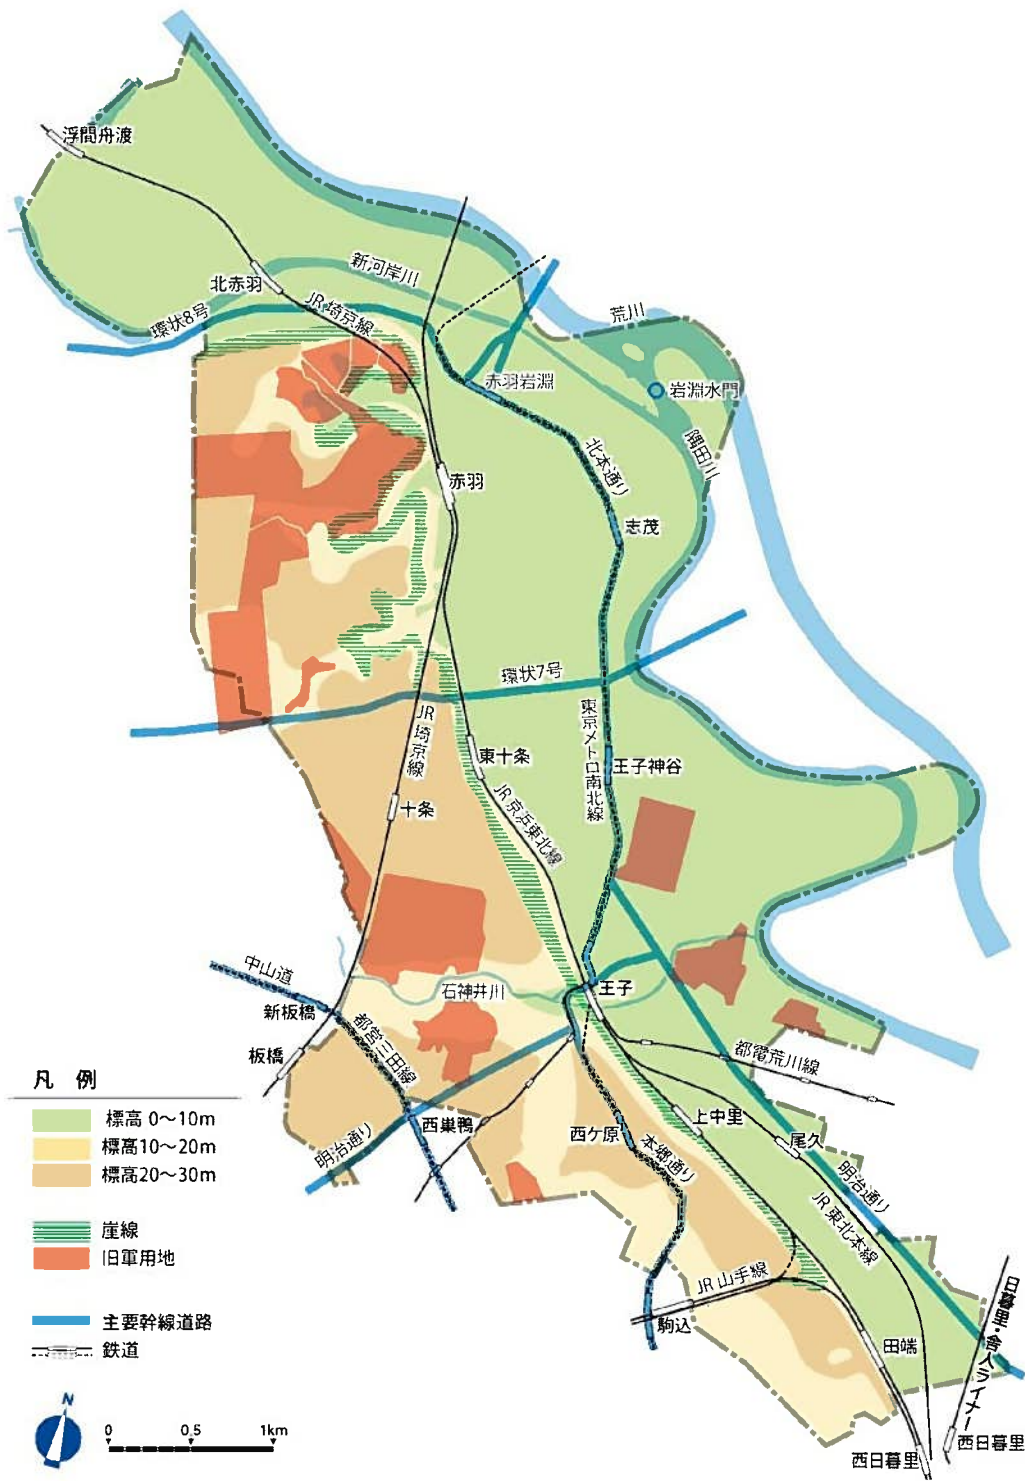 浮間舟渡
北赤羽
新河岸川
環状8号
JR埼京線
荒川
赤羽岩淵
岩淵水門
隅田川
北本通り
赤羽
志茂
環状7号
JR埼京線
東京メトロ南北線
東十条
王子神谷
十条
JR京浜東北線
中山道
石神井川
王子
新板橋
都営三田線
板橋
都電荒川線
西巣鴨
明治通り
西ケ原
本郷通り
上中里
尾久
明治通り
JR東北本線
JR山手線
駒込
田端
日暮里・舎人ライナー
西日暮里
西日暮里
凡 例
標高 0〜10m
標高10〜20m
標高20〜30m
崖線
旧軍用地
主要幹線道路
鉄道
N
0 0.5 1km